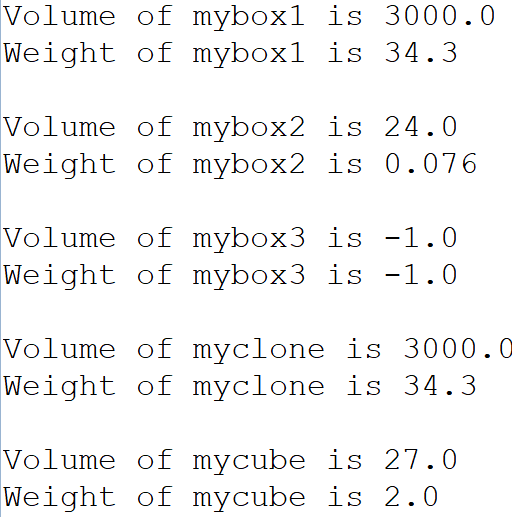 Volume of mybox1 is 3000.0
Weight of mybox1 is 34.3
Volume of mybox2 is 24.0
Weight of mybox2 is 0.076
Volume of mybox3 is -1.0
Weight of mybox3 is -1.0
Volume of myclone is 3000.0
Weight of myclone is 34.3
Volume of mycube is 27.0
Weight of mycube is 2.0